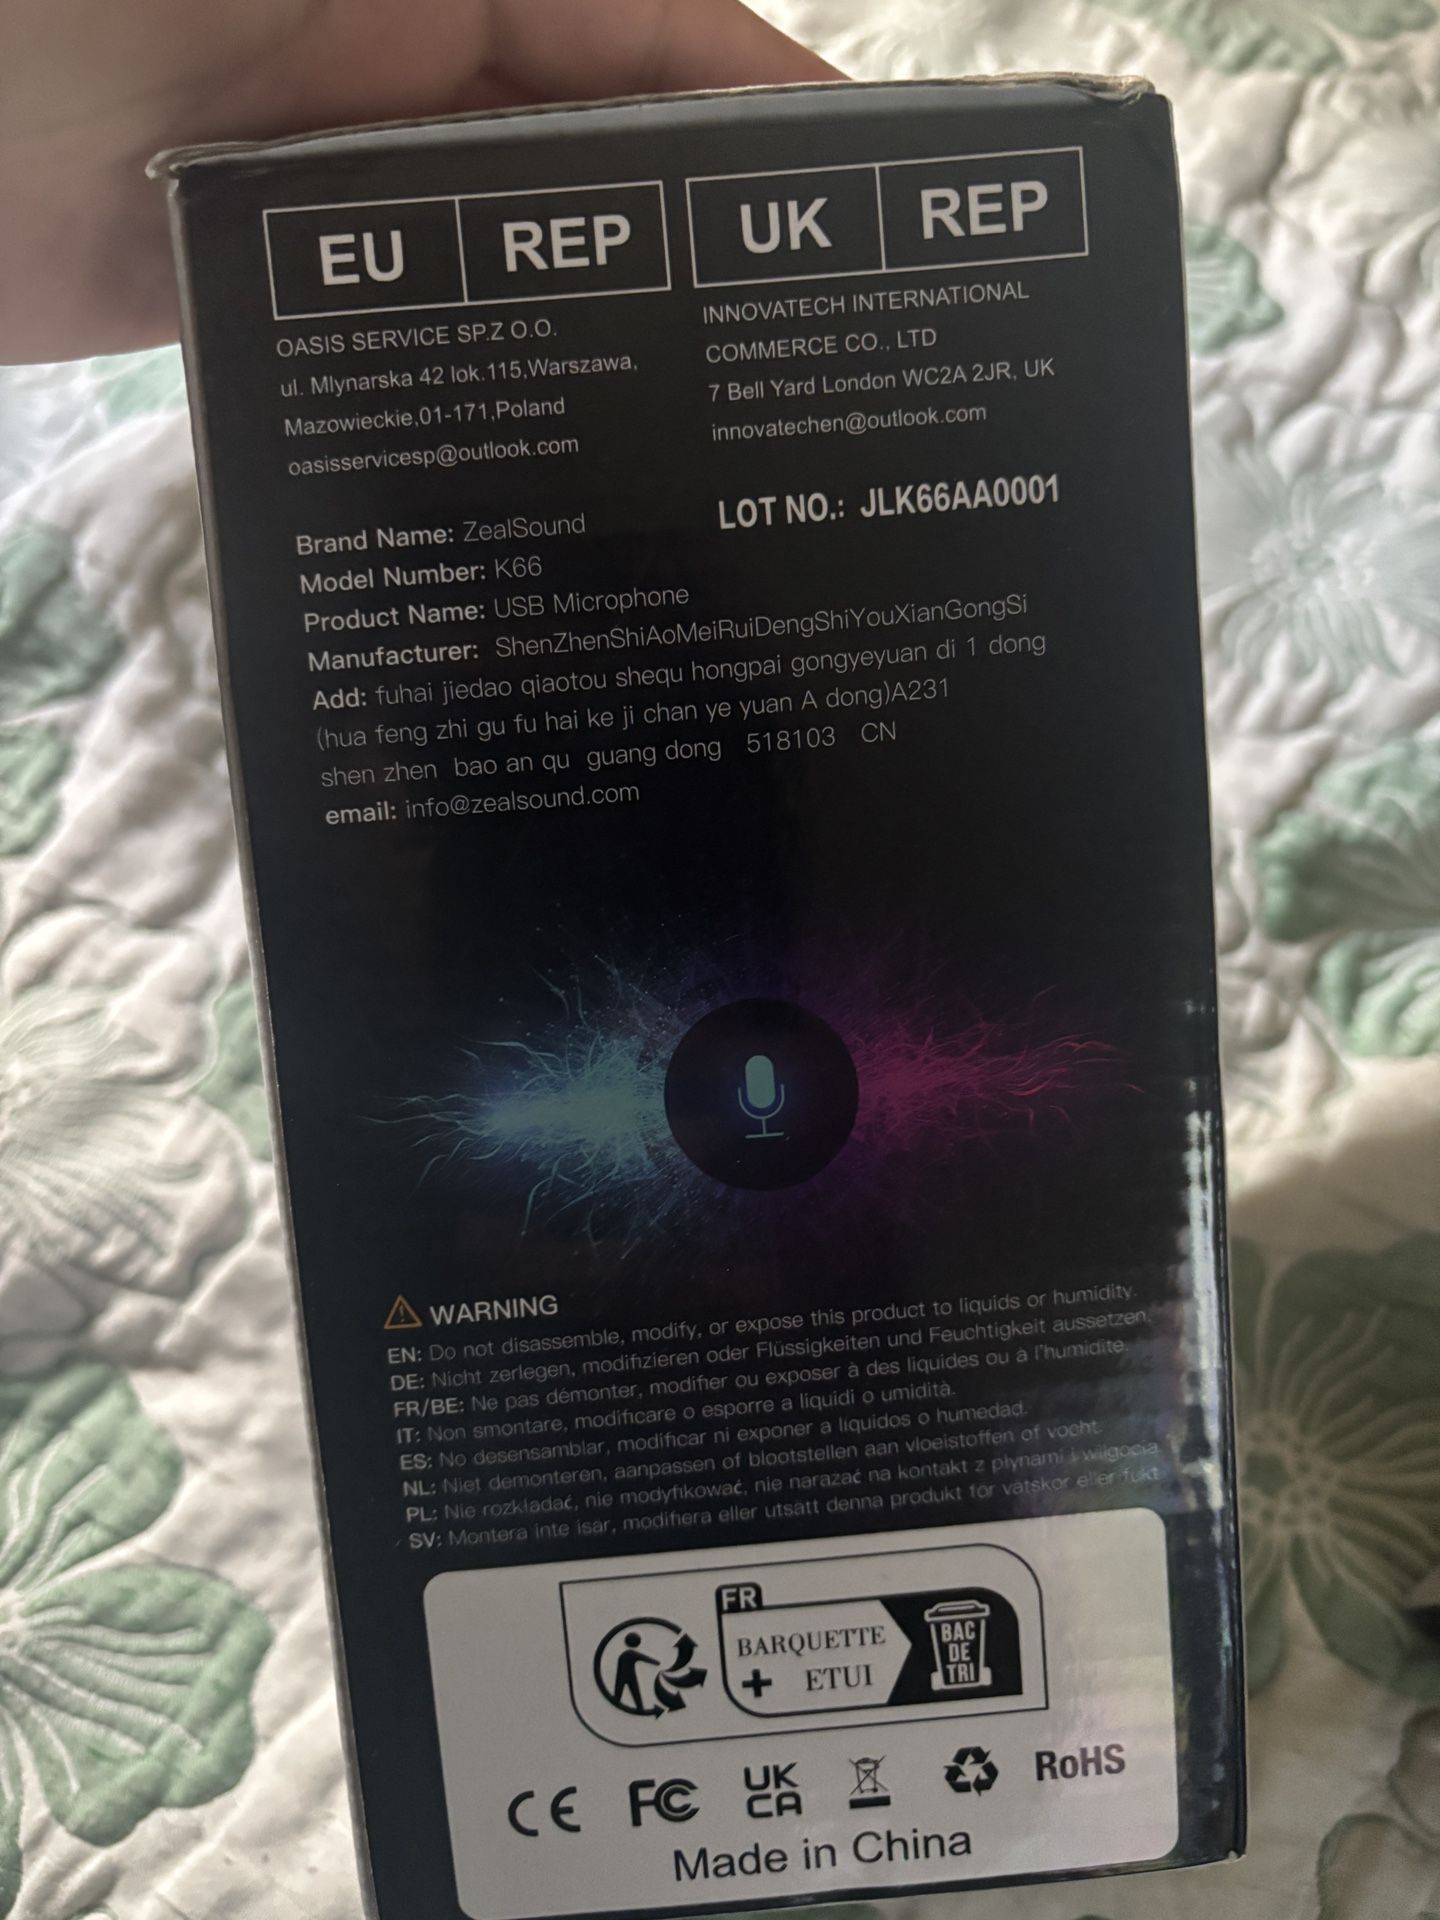 EU REP
UK REP
OASIS SERVICE SP.Z O.O.
ul. Mlynarska 42 lok.115,Warszawa,
Mazowieckie,01-171,Poland
oasisservicesp@outlook.com
INNOVATECH INTERNATIONAL
COMMERCE CO., LTD
7 Bell Yard London WC2A 2JR, UK
innovatechen@outlook.com
LOT NO.: JLK66AA0001
Brand Name: ZealSound
Model Number: K66
Product Name: USB Microphone
Manufacturer: ShenZhenShiAoMeiRuiDengShiYouXianGongSi
Add: fuhai jiedao qiaotou shequ hongpai gongyeyuan di 1 dong
(hua feng zhi gu fu hai ke ji chan ye yuan A dong)A231
shen zhen bao an qu guang dong 518103 CN
email: info@zealsound.com
WARNING
EN: Do not disassemble, modify, or expose this product to liquids or humidity.
DE: Nicht zerlegen, modifizieren oder Flüssigkeiten und Feuchtigkeit aussetzen.
FR/BE: Ne pas démonter, modifier ou exposer à des liquides ou à l'humidité.
IT: Non smontare, modificare o esporre a liquidi o umidità.
ES: No desensamblar, modificar ni exponer a líquidos o humedad.
NL: Niet demonteren, aanpassen of blootstellen aan vloeistoffen of vocht.
PL: Nie rozkładać, nie modyfikować, nie narażać na kontakt z płynami i wilgocią.
SV: Montera inte isär, modifiera eller utsätt denna produkt för vätskor eller fukt.
FR
BARQUETTE
+ ETUI
BAC
DE
TRI
CE FC UK
CA RoHS
Made in China